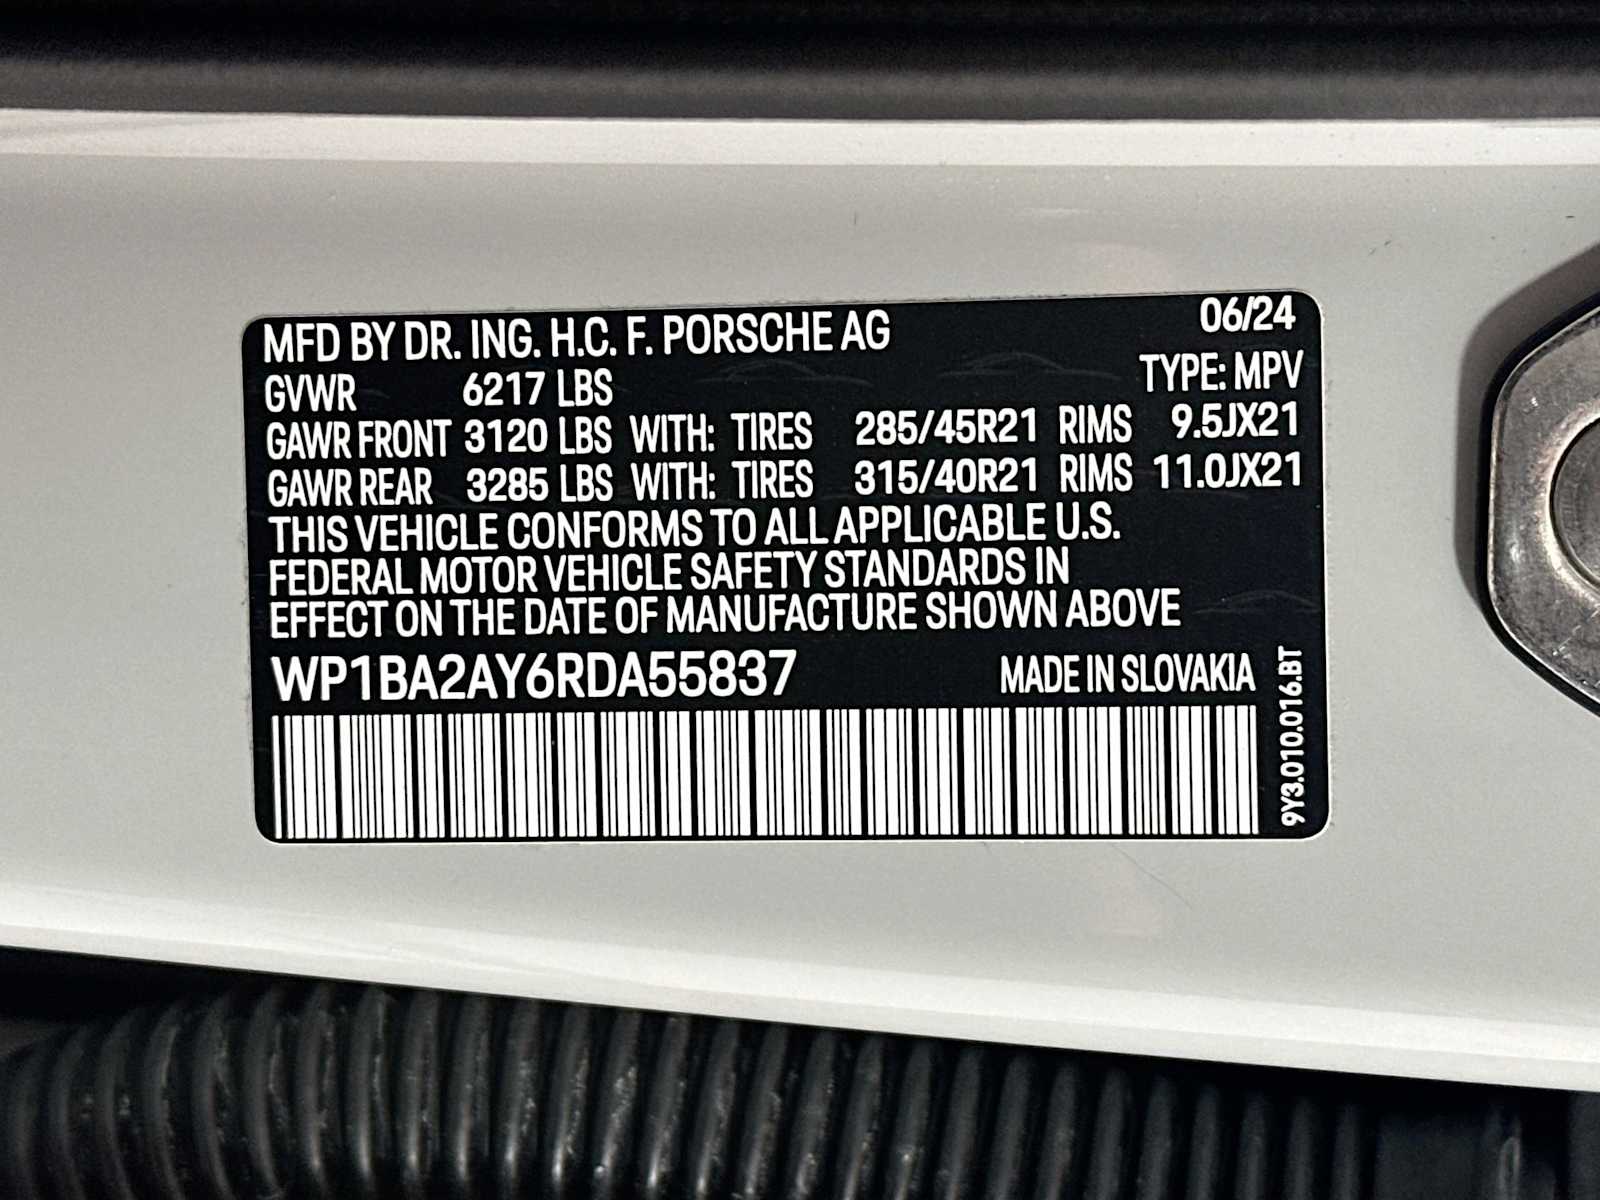 MFD BY DR. ING. H.C. F. PORSCHE AG 06/24
GVWR 6217 LBS TYPE: MPV
GAWR FRONT 3120 LBS WITH: TIRES 285/45R21 RIMS 9.5JX21
GAWR REAR 3285 LBS WITH: TIRES 315/40R21 RIMS 11.0JX21
THIS VEHICLE CONFORMS TO ALL APPLICABLE U.S.
FEDERAL MOTOR VEHICLE SAFETY STANDARDS IN
EFFECT ON THE DATE OF MANUFACTURE SHOWN ABOVE
WP1BA2AY6RDA55837 MADE IN SLOVAKIA
9Y3.010.016.BT